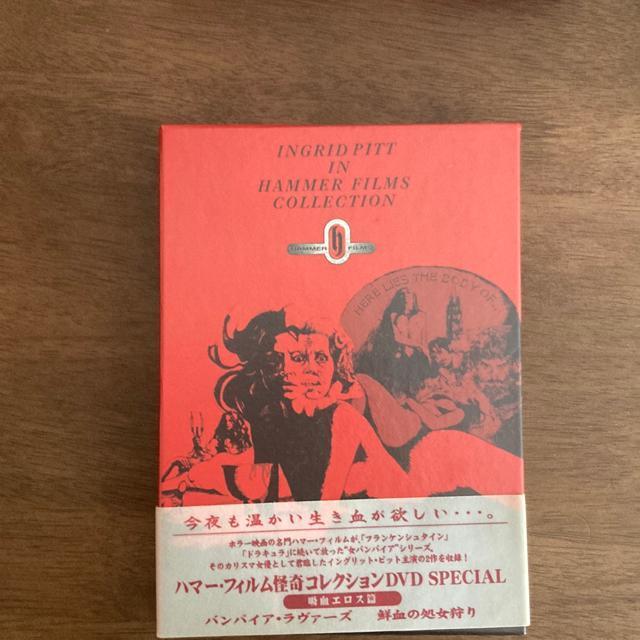 INGRID PITT
IN
HAMMER FILMS
COLLECTION
HAMMER FILMS
HERE LIES THE BODY OF...
今夜も温かい生き血が欲しい・・・。
ホラー映画の名門ハマー・フィルムが、「フランケンシュタイン」
「ドラキュラ」に続いて放った"女バンパイア"シリーズ。
そのカリスマ女優として君臨したイングリット・ピット主演の2作を収録!
ハマー・フィルム怪奇コレクションDVD SPECIAL
吸血エロス篇
バンパイア・ラヴァーズ 鮮血の処女狩り